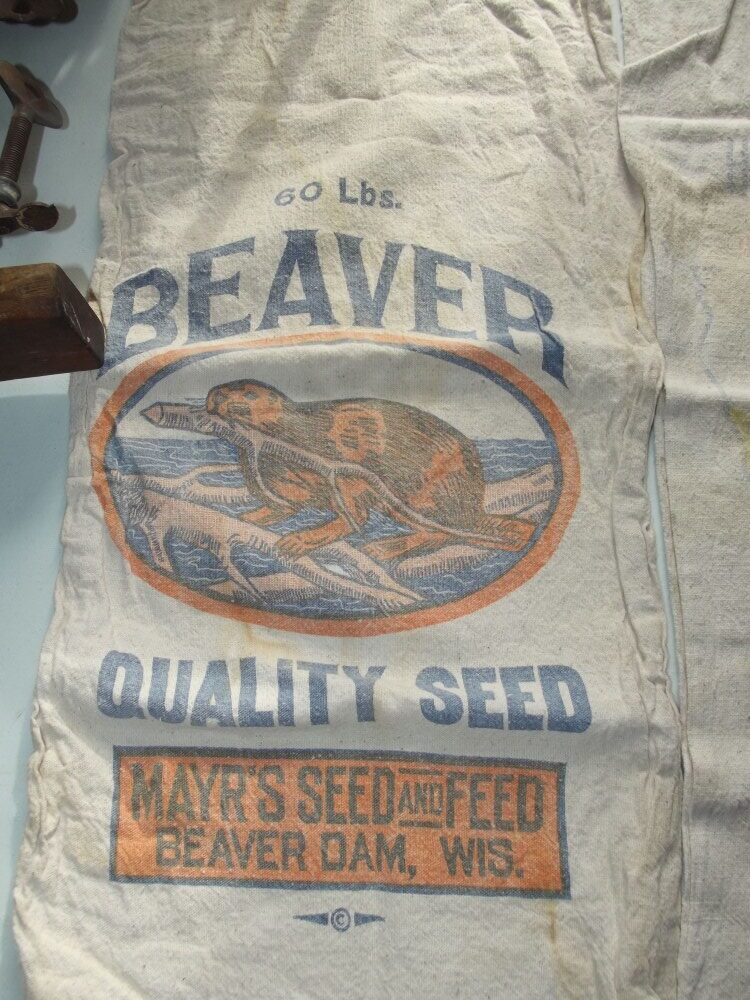 60 Lbs.
BEAVER
QUALITY SEED
MAYR'S SEED AND FEED
BEAVER DAM, WIS.
©